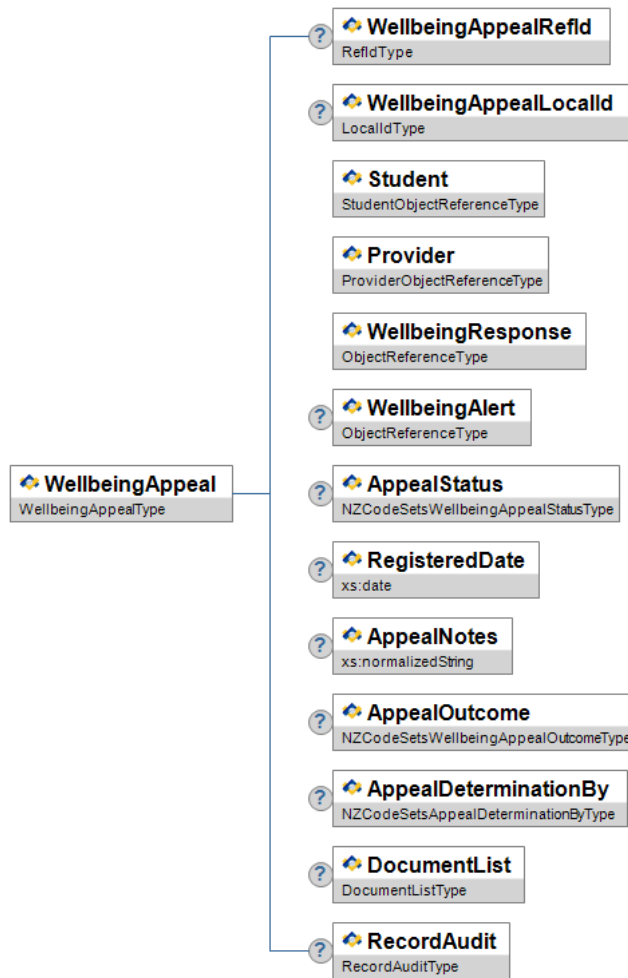 ? WellbeingAppealRefId
RefIdType
? WellbeingAppealLocalId
LocalIdType
Student
StudentObjectReferenceType
Provider
ProviderObjectReferenceType
WellbeingResponse
ObjectReferenceType
? WellbeingAlert
ObjectReferenceType
WellbeingAppeal
WellbeingAppealType
? AppealStatus
NZCodeSetsWellbeingAppealStatusType
? RegisteredDate
xs:date
? AppealNotes
xs:normalizedString
? AppealOutcome
NZCodeSetsWellbeingAppealOutcomeType
? AppealDeterminationBy
NZCodeSetsAppealDeterminationByType
? DocumentList
DocumentListType
? RecordAudit
RecordAuditType